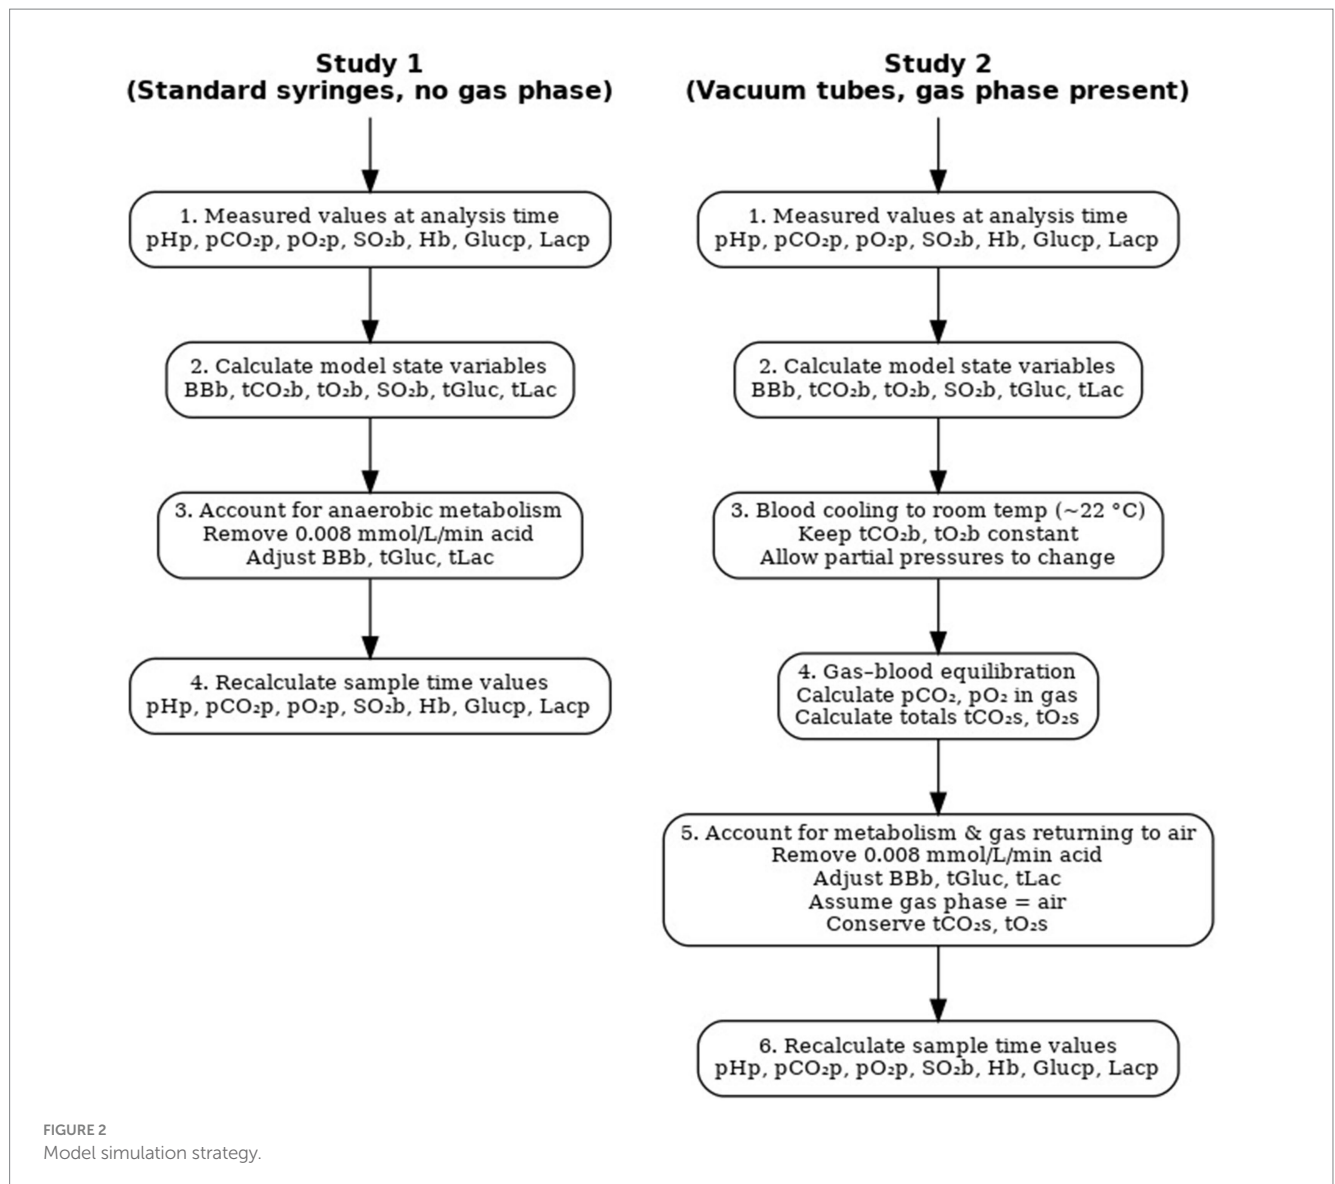 Study 1
(Standard syringes, no gas phase)
1. Measured values at analysis time
pHp, pCO₂p, pO₂p, SO₂b, Hb, Glucp, Lacp
2. Calculate model state variables
BBb, tCO₂b, tO₂b, SO₂b, tGluc, tLac
3. Account for anaerobic metabolism
Remove 0.008 mmol/L/min acid
Adjust BBb, tGluc, tLac
4. Recalculate sample time values
pHp, pCO₂p, pO₂p, SO₂b, Hb, Glucp, Lacp
Study 2
(Vacuum tubes, gas phase present)
1. Measured values at analysis time
pHp, pCO₂p, pO₂p, SO₂b, Hb, Glucp, Lacp
2. Calculate model state variables
BBb, tCO₂b, tO₂b, SO₂b, tGluc, tLac
3. Blood cooling to room temp (~22 °C)
Keep tCO₂b, tO₂b constant
Allow partial pressures to change
4. Gas–blood equilibration
Calculate pCO₂, pO₂ in gas
Calculate totals tCO₂s, tO₂s
5. Account for metabolism & gas returning to air
Remove 0.008 mmol/L/min acid
Adjust BBb, tGluc, tLac
Assume gas phase = air
Conserve tCO₂s, tO₂s
6. Recalculate sample time values
pHp, pCO₂p, pO₂p, SO₂b, Hb, Glucp, Lacp
FIGURE 2
Model simulation strategy.